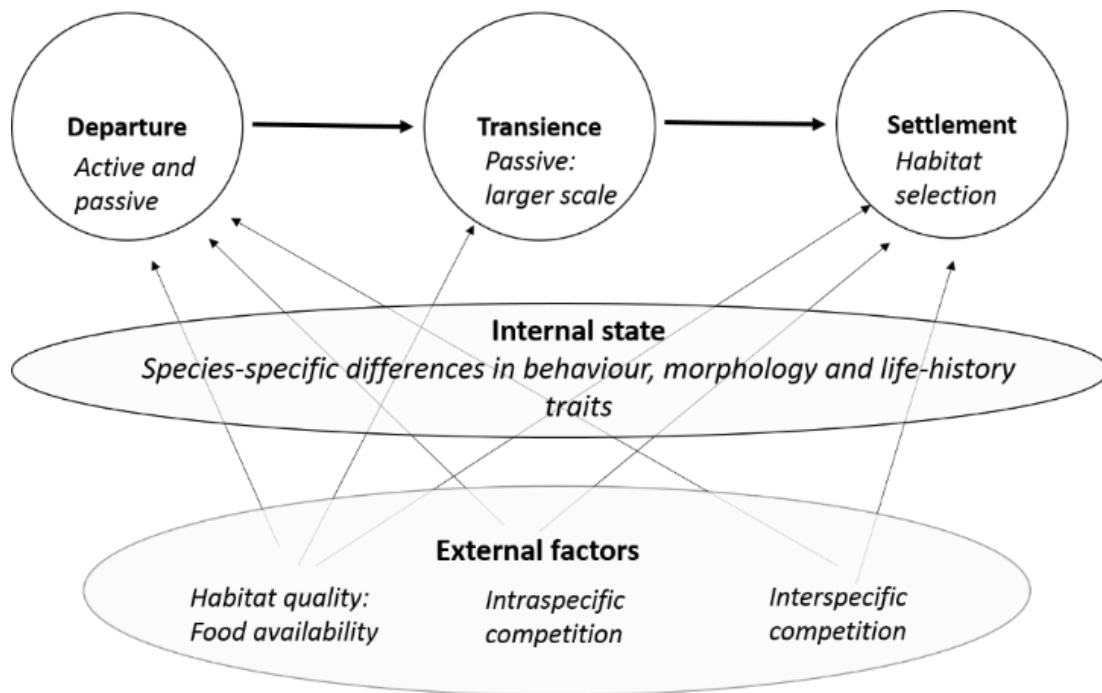 Departure
Active and
passive
Transience
Passive:
larger scale
Settlement
Habitat
selection
Internal state
Species-specific differences in behaviour, morphology and life-history
traits
External factors
Habitat quality:
Food availability
Intraspecific
competition
Interspecific
competition